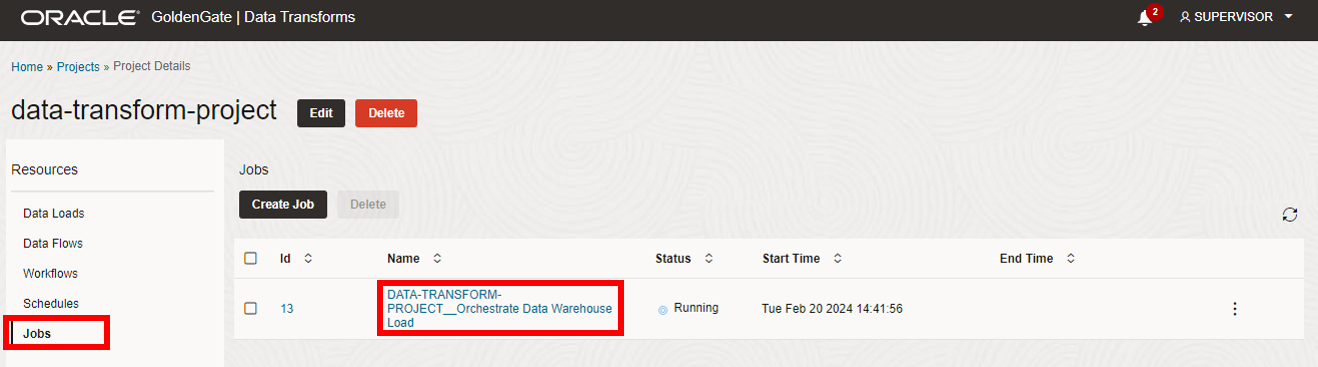 ORACLE GoldenGate | Data Transforms 2 SUPERVISOR
Home » Projects » Project Details
data-transform-project Edit Delete
Resources
Data Loads
Data Flows
Workflows
Schedules
Jobs
Jobs
Create Job Delete
Id Name Status Start Time End Time
13 DATA-TRANSFORM-
PROJECT__Orchestrate Data Warehouse
Load
Running Tue Feb 20 2024 14:41:56